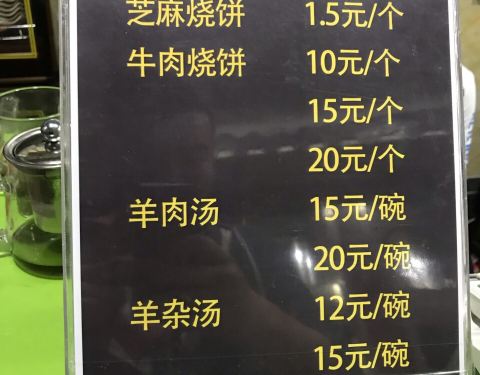 芝麻烧饼 1.5元/个
牛肉烧饼 10元/个
15元/个
20元/个
羊肉汤 15元/碗
20元/碗
羊杂汤 12元/碗
15元/碗